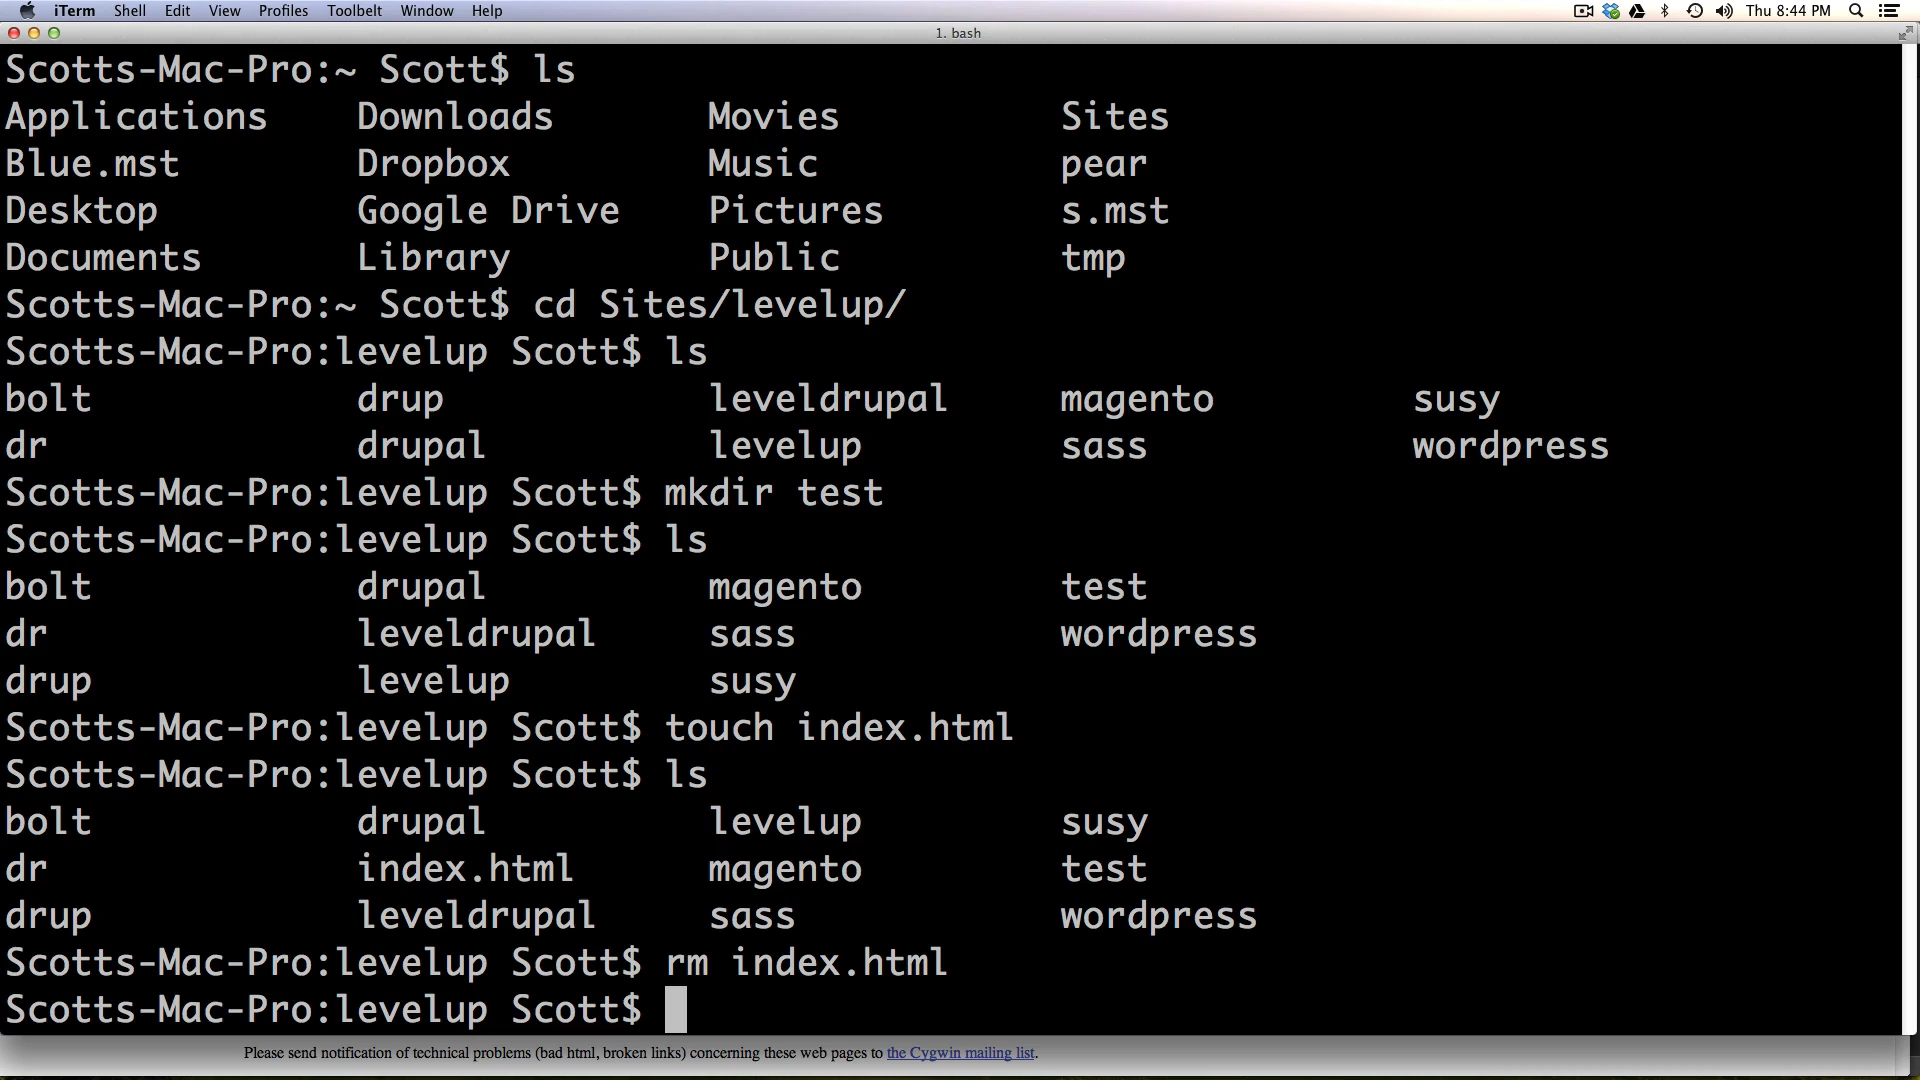 iTerm Shell Edit View Profiles Toolbelt Window Help Thu 8:44 PM
1. bash
Scotts-Mac-Pro:~ Scott$ ls
Applications Downloads Movies Sites
Blue.mst Dropbox Music pear
Desktop Google Drive Pictures s.mst
Documents Library Public tmp
Scotts-Mac-Pro:~ Scott$ cd Sites/levelup/
Scotts-Mac-Pro:levelup Scott$ ls
bolt drup leveldrupal magento susy
dr drupal levelup sass wordpress
Scotts-Mac-Pro:levelup Scott$ mkdir test
Scotts-Mac-Pro:levelup Scott$ ls
bolt drupal magento test
dr leveldrupal sass wordpress
drup levelup susy
Scotts-Mac-Pro:levelup Scott$ touch index.html
Scotts-Mac-Pro:levelup Scott$ ls
bolt drupal levelup susy
dr index.html magento test
drup leveldrupal sass wordpress
Scotts-Mac-Pro:levelup Scott$ rm index.html
Scotts-Mac-Pro:levelup Scott$
Please send notification of technical problems (bad html, broken links) concerning these web pages to the Cygwin mailing list.